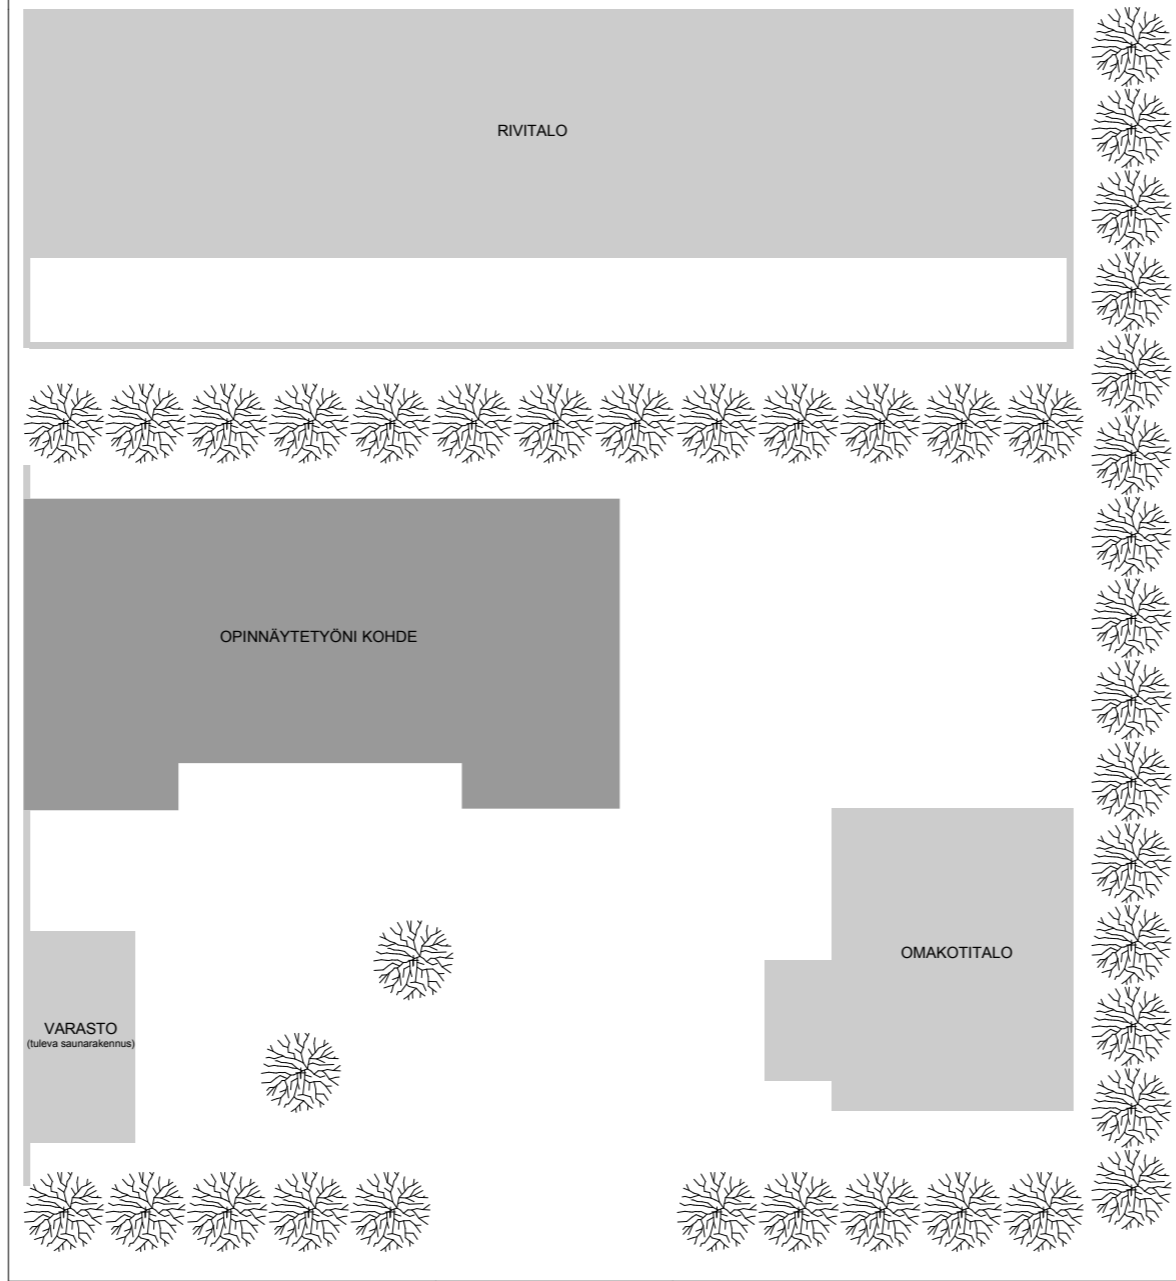 RIVITALO
OPINNÄYTETYÖNI KOHDE
OMAKOTITALO
VARASTO
(tuleva saunarakennus)